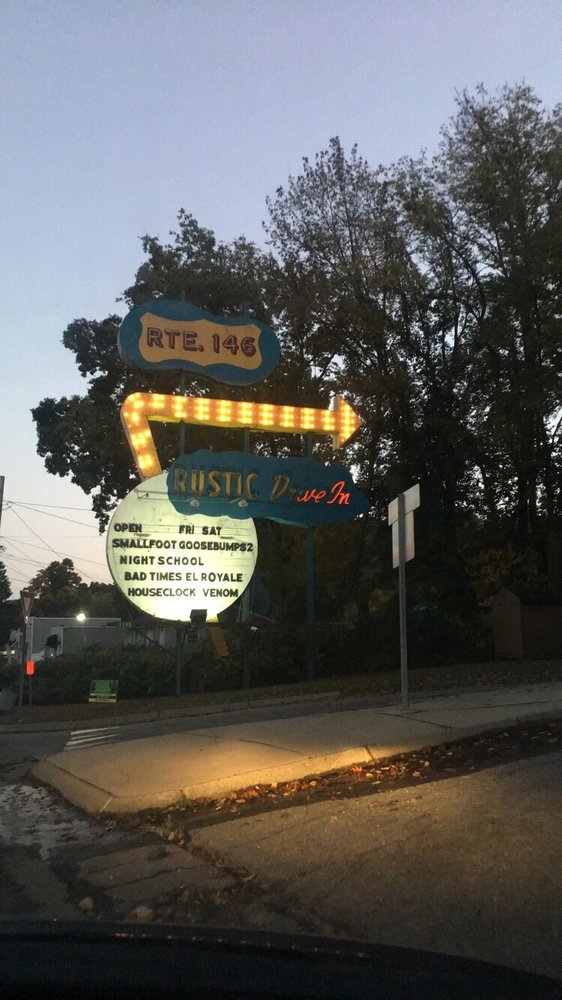 RTE. 146
RUSTIC Drive In
OPEN FRI SAT
SMALLFOOT GOOSEBUMPS2
NIGHT SCHOOL
BAD TIMES EL ROYALE
HOUSECLOCK VENOM